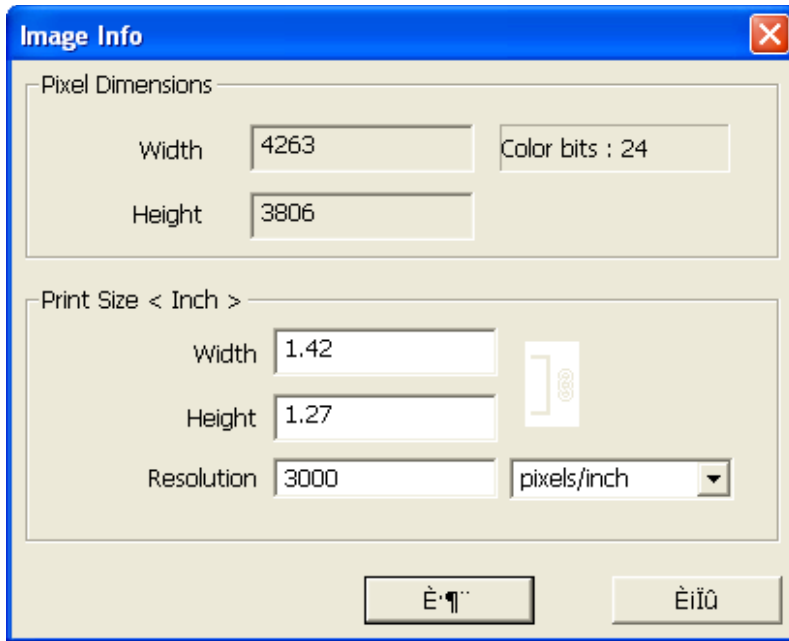 Image Info
Pixel Dimensions
Width 4263 Color bits : 24
Height 3806
Print Size < Inch >
Width 1.42
Height 1.27
Resolution 3000 pixels/inch
È·¶¨ ÈïÏû